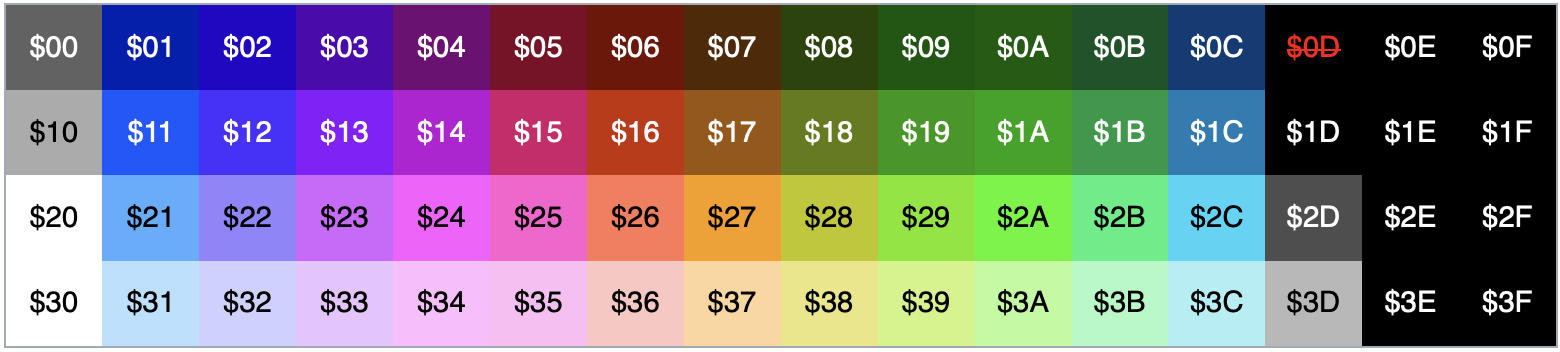 $00 $01 $02 $03 $04 $05 $06 $07 $08 $09 $0A $0B $0C $0D $0E $0F
$10 $11 $12 $13 $14 $15 $16 $17 $18 $19 $1A $1B $1C $1D $1E $1F
$20 $21 $22 $23 $24 $25 $26 $27 $28 $29 $2A $2B $2C $2D $2E $2F
$30 $31 $32 $33 $34 $35 $36 $37 $38 $39 $3A $3B $3C $3D $3E $3F